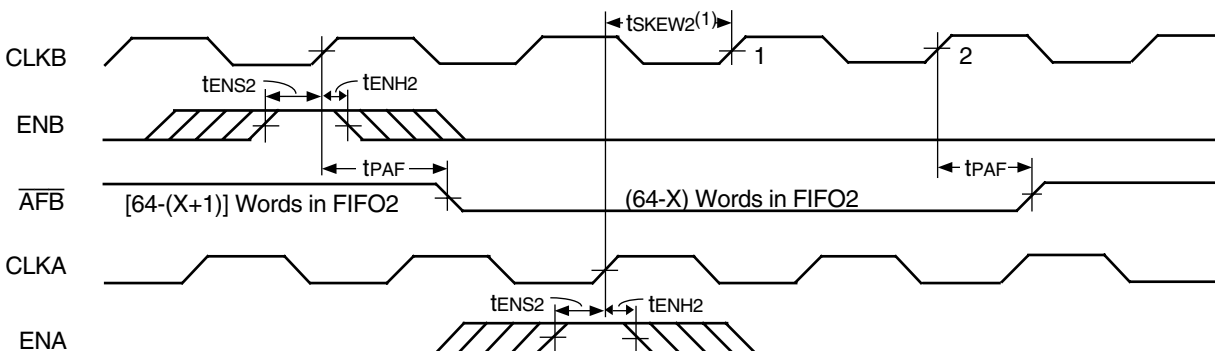 tSKEW2(1)
CLKB
1
2
tENS2
tENH2
ENB
tPAF
tPAF
AFB
[64-(X+1)] Words in FIFO2
(64-X) Words in FIFO2
CLKA
tENS2
tENH2
ENA